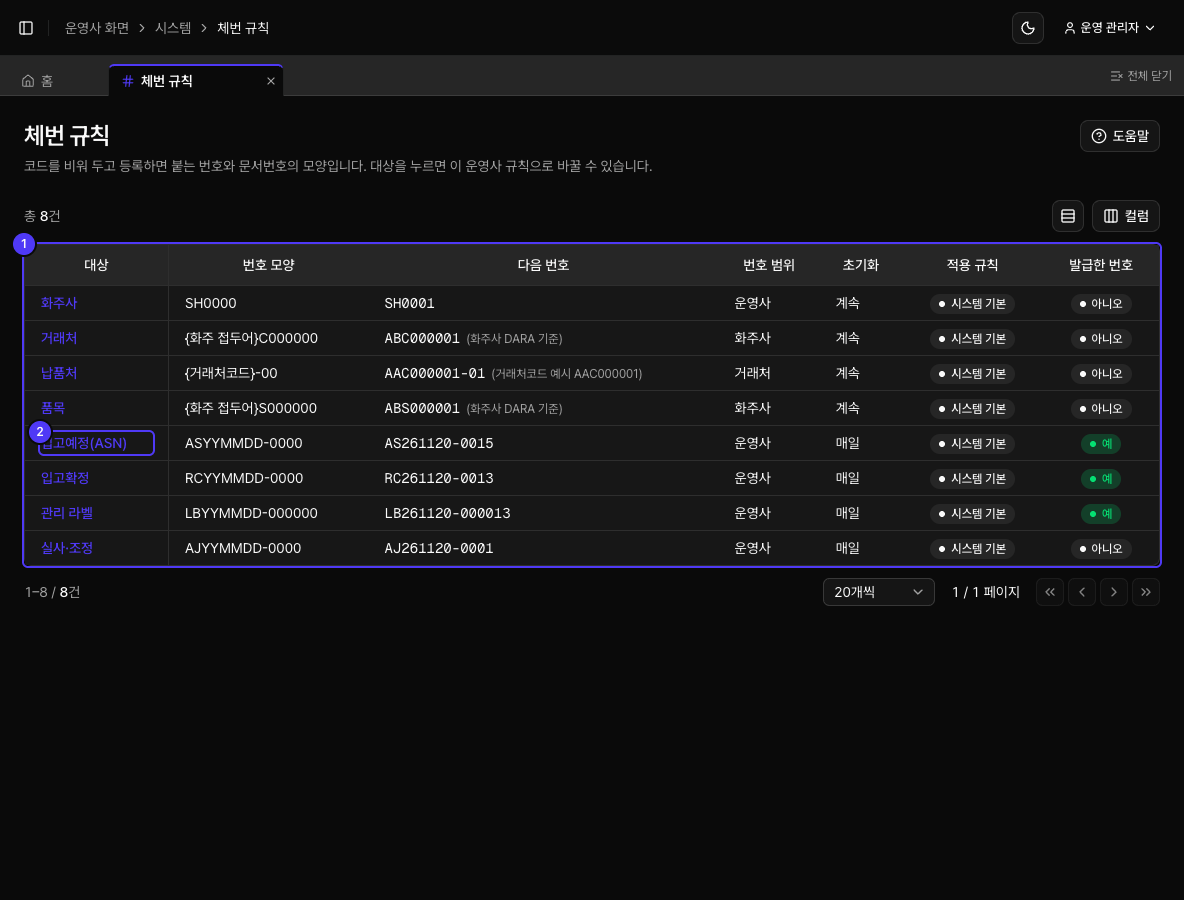 운영사 화면 > 시스템 > 체번 규칙
운영 관리자
홈
체번 규칙
전체 닫기
체번 규칙
도움말
코드를 비워 두고 등록하면 붙는 번호와 문서번호의 모양입니다. 대상을 누르면 이 운영사 규칙으로 바꿀 수 있습니다.
총 8건
컬럼
1
대상 번호 모양 다음 번호 번호 범위 초기화 적용 규칙 발급한 번호
화주사 SH0000 SH0001 운영사 계속 시스템 기본 아니오
거래처 {화주 접두어}C000000 ABC000001 (화주사 DARA 기준) 화주사 계속 시스템 기본 아니오
납품처 {거래처코드}-00 AAC000001-01 (거래처코드 예시 AAC000001) 거래처 계속 시스템 기본 아니오
품목 {화주 접두어}S000000 ABS000001 (화주사 DARA 기준) 화주사 계속 시스템 기본 아니오
2
입고예정(ASN) ASYYMMDD-0000 AS261120-0015 운영사 매일 시스템 기본 예
입고확정 RCYYMMDD-0000 RC261120-0013 운영사 매일 시스템 기본 예
관리 라벨 LBYYMMDD-000000 LB261120-000013 운영사 매일 시스템 기본 예
실사·조정 AJYYMMDD-0000 AJ261120-0001 운영사 매일 시스템 기본 아니오
1–8 / 8건
20개씩
1 / 1 페이지